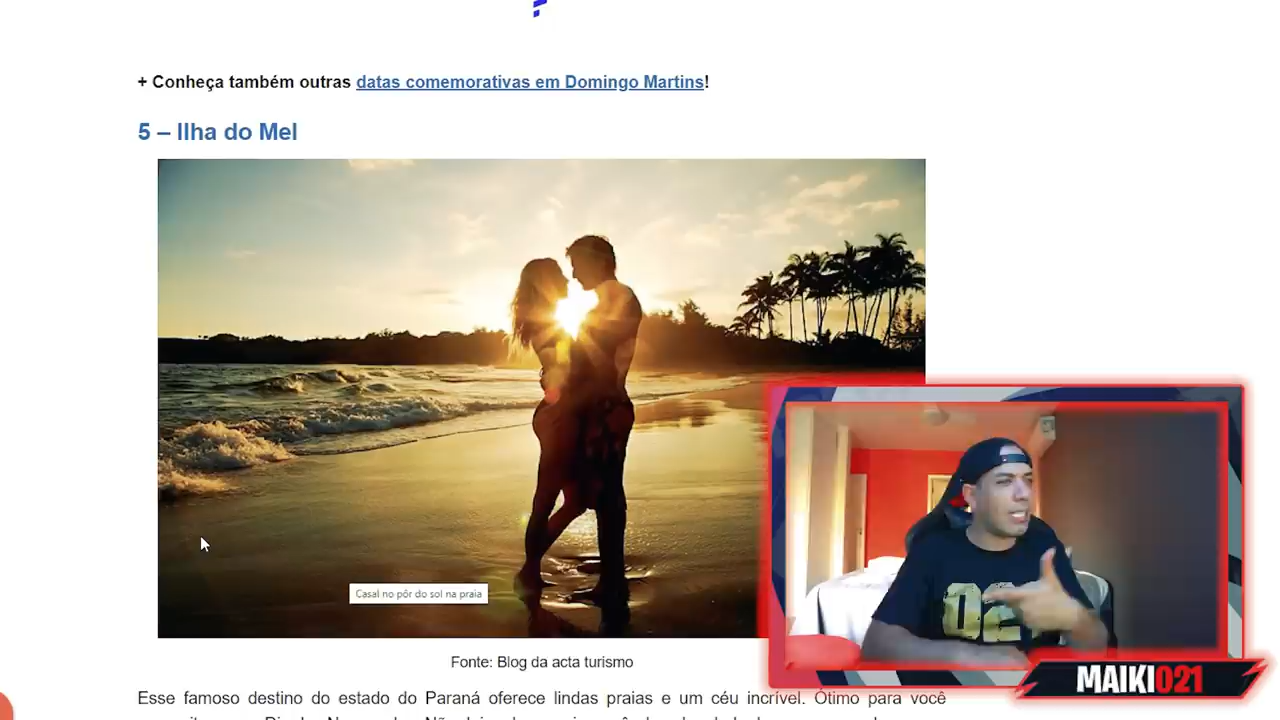 + Conheça também outras datas comemorativas em Domingo Martins!
5 – Ilha do Mel
Casal no pôr do sol na praia
02
Fonte: Blog da acta turismo
MAIKI021
Esse famoso destino do estado do Paraná oferece lindas praias e um céu incrível. Ótimo para você